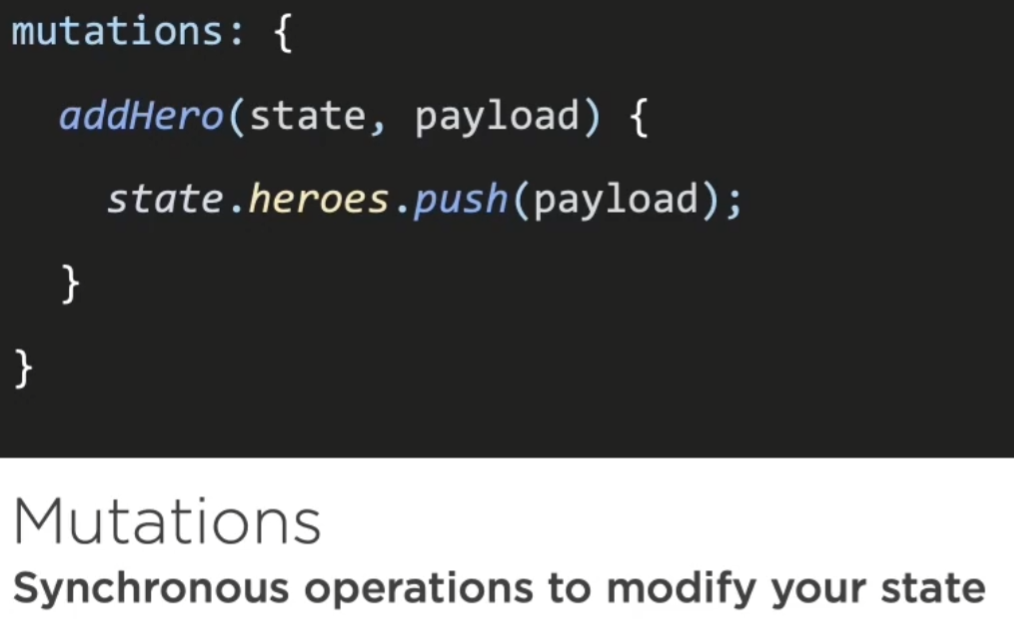 mutations: {
addHero(state, payload) {
state.heroes.push(payload);
}
}
Mutations
Synchronous operations to modify your state